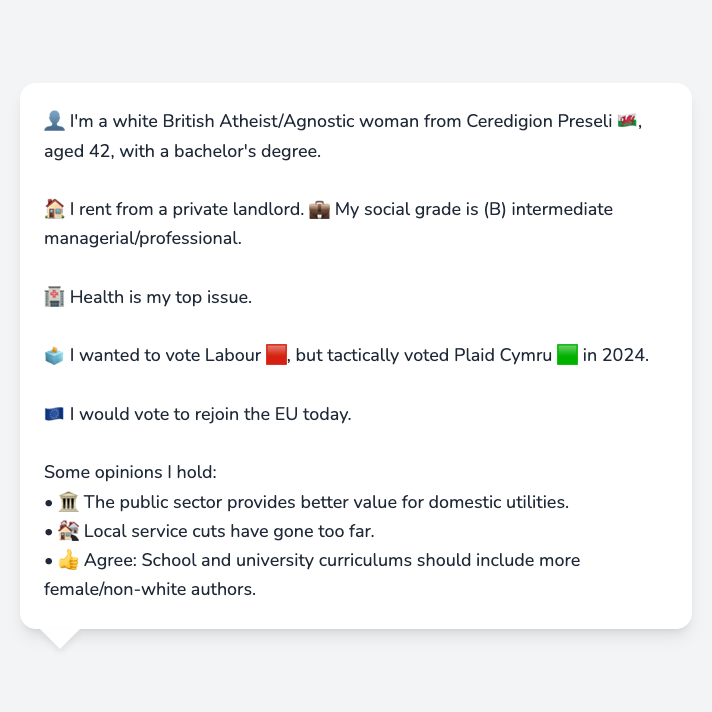 👤 I'm a white British Atheist/Agnostic woman from Ceredigion Preseli 🏴󠁧󠁢󠁷󠁬󠁳󠁿,
aged 42, with a bachelor's degree.
🏠 I rent from a private landlord. 💼 My social grade is (B) intermediate
managerial/professional.
🏥 Health is my top issue.
🗳️ I wanted to vote Labour 🟥, but tactically voted Plaid Cymru 🟩 in 2024.
🇪🇺 I would vote to rejoin the EU today.
Some opinions I hold:
• 🏛️ The public sector provides better value for domestic utilities.
• 🏚️ Local service cuts have gone too far.
• 👍 Agree: School and university curriculums should include more
female/non-white authors.